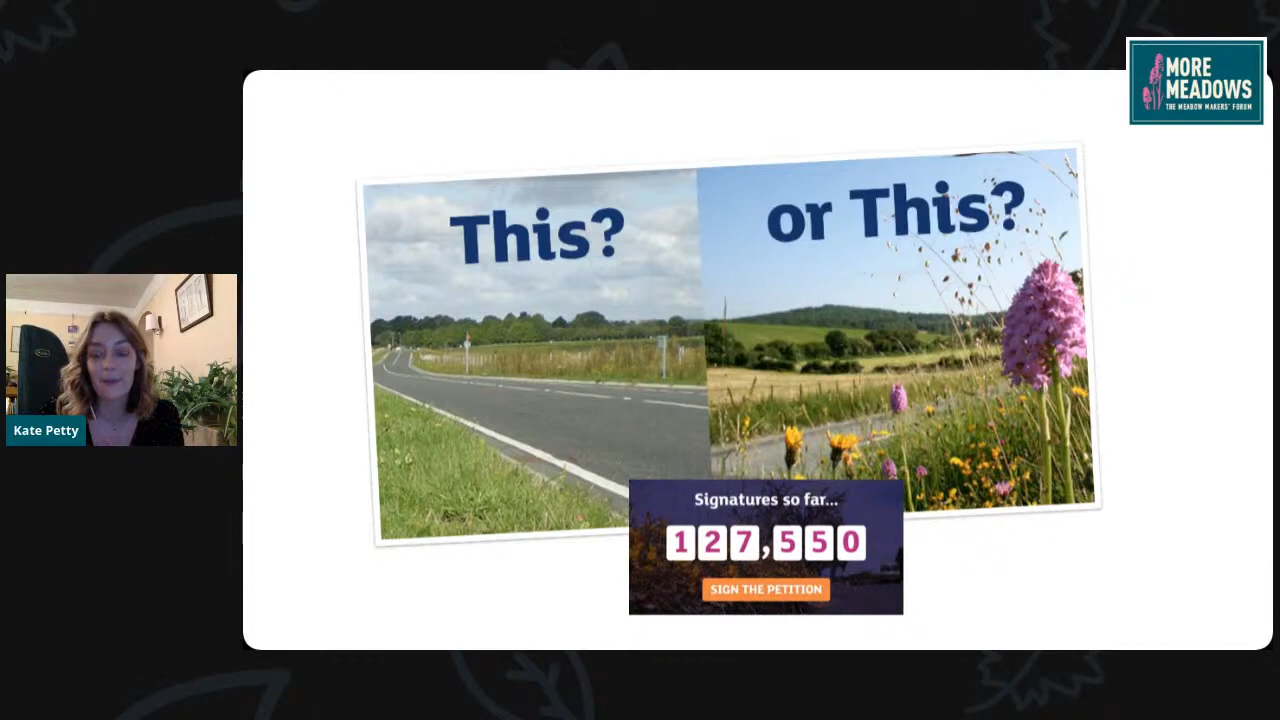 MORE
MEADOWS
THE MEADOW MAKERS' FORUM
This?
or This?
Kate Petty
Signatures so far...
127,550
SIGN THE PETITION